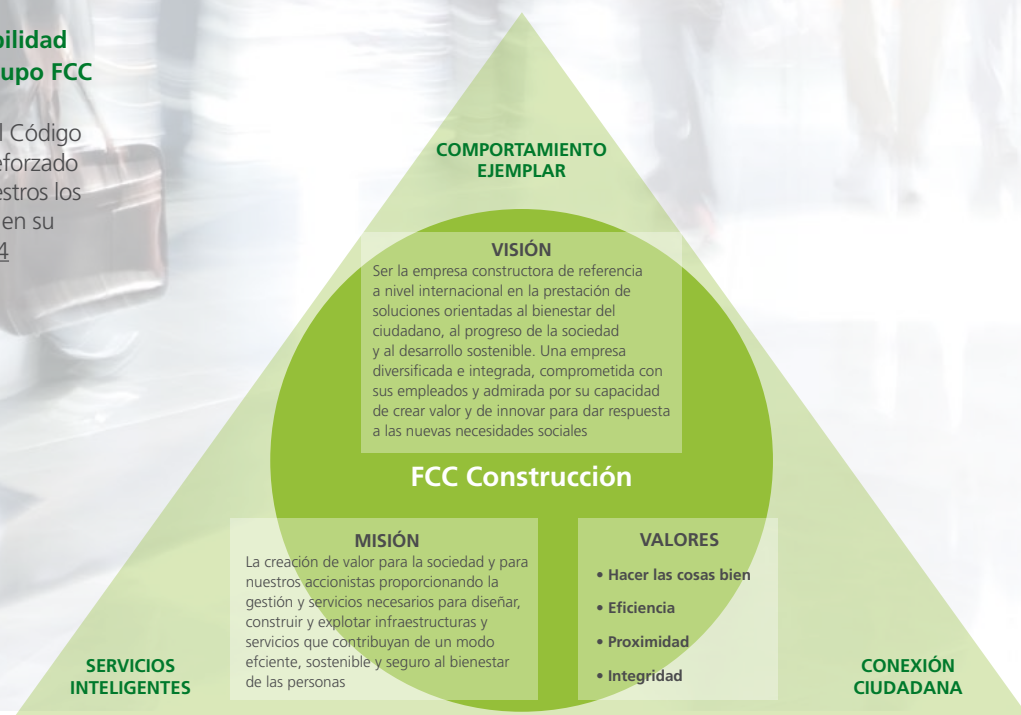 bilidad
upo FCC
l Código
eforzado
estros los
en su
4
COMPORTAMIENTO
EJEMPLAR
VISIÓN
Ser la empresa constructora de referencia
a nivel internacional en la prestación de
soluciones orientadas al bienestar del
ciudadano, al progreso de la sociedad
y al desarrollo sostenible. Una empresa
diversificada e integrada, comprometida con
sus empleados y admirada por su capacidad
de crear valor y de innovar para dar respuesta
a las nuevas necesidades sociales
FCC Construcción
MISIÓN
La creación de valor para la sociedad y para
nuestros accionistas proporcionando la
gestión y servicios necesarios para diseñar,
construir y explotar infraestructuras y
servicios que contribuyan de un modo
efciente, sostenible y seguro al bienestar
de las personas
VALORES
• Hacer las cosas bien
• Eficiencia
• Proximidad
• Integridad
SERVICIOS
INTELIGENTES
CONEXIÓN
CIUDADANA